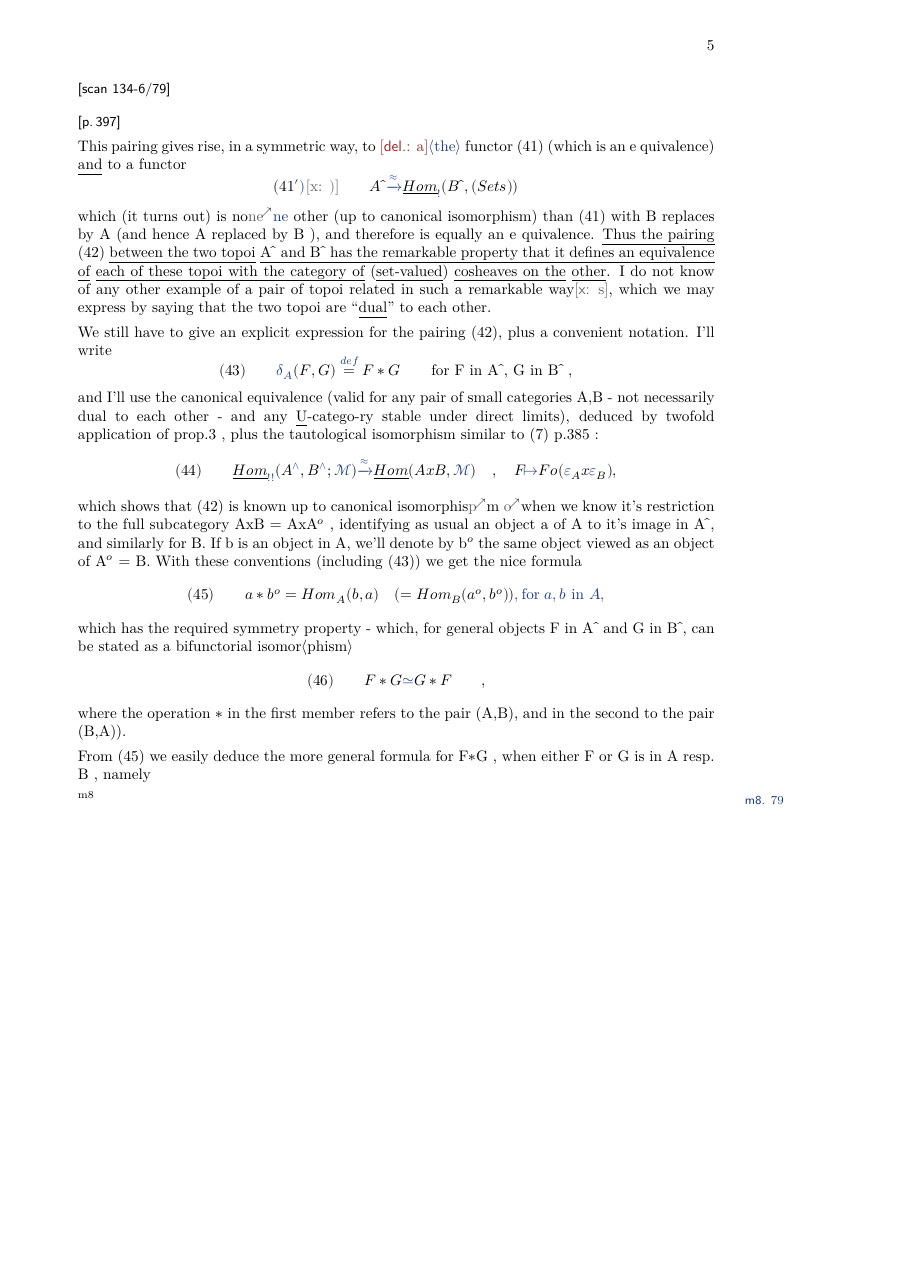 5
[scan 134-6/79]
[p. 397]
This pairing gives rise, in a symmetric way, to [del.: a]⟨the⟩ functor (41) (which is an e quivalence)
and to a functor
(41′)[x: )] Aˆ→≈Hom!(Bˆ, (Sets))
which (it turns out) is none↗ne other (up to canonical isomorphism) than (41) with B replaces
by A (and hence A replaced by B ), and therefore is equally an e quivalence. Thus the pairing
(42) between the two topoi Aˆ and Bˆ has the remarkable property that it defines an equivalence
of each of these topoi with the category of (set-valued) cosheaves on the other. I do not know
of any other example of a pair of topoi related in such a remarkable way[x: s], which we may
express by saying that the two topoi are “dual” to each other.
We still have to give an explicit expression for the pairing (42), plus a convenient notation. I’ll
write
(43) δA(F, G) def= F ∗ G for F in Aˆ, G in Bˆ ,
and I’ll use the canonical equivalence (valid for any pair of small categories A,B - not necessarily
dual to each other - and any U-catego-ry stable under direct limits), deduced by twofold
application of prop.3 , plus the tautological isomorphism similar to (7) p.385 :
(44) Hom!!(A^, B^; ℳ)→≈Hom(AxB, ℳ) , F↦Fo(εAxεB),
which shows that (42) is known up to canonical isomorphisp↗m o↗when we know it’s restriction
to the full subcategory AxB = AxAᵒ , identifying as usual an object a of A to it’s image in Aˆ,
and similarly for B. If b is an object in A, we’ll denote by bᵒ the same object viewed as an object
of Aᵒ = B. With these conventions (including (43)) we get the nice formula
(45) a ∗ bᵒ = HomA(b, a) (= HomB(aᵒ, bᵒ)), for a, b in A,
which has the required symmetry property - which, for general objects F in Aˆ and G in Bˆ, can
be stated as a bifunctorial isomor⟨phism⟩
(46) F ∗ G≃G ∗ F ,
where the operation ∗ in the first member refers to the pair (A,B), and in the second to the pair
(B,A)).
From (45) we easily deduce the more general formula for F∗G , when either F or G is in A resp.
B , namely
m8
m8. 79